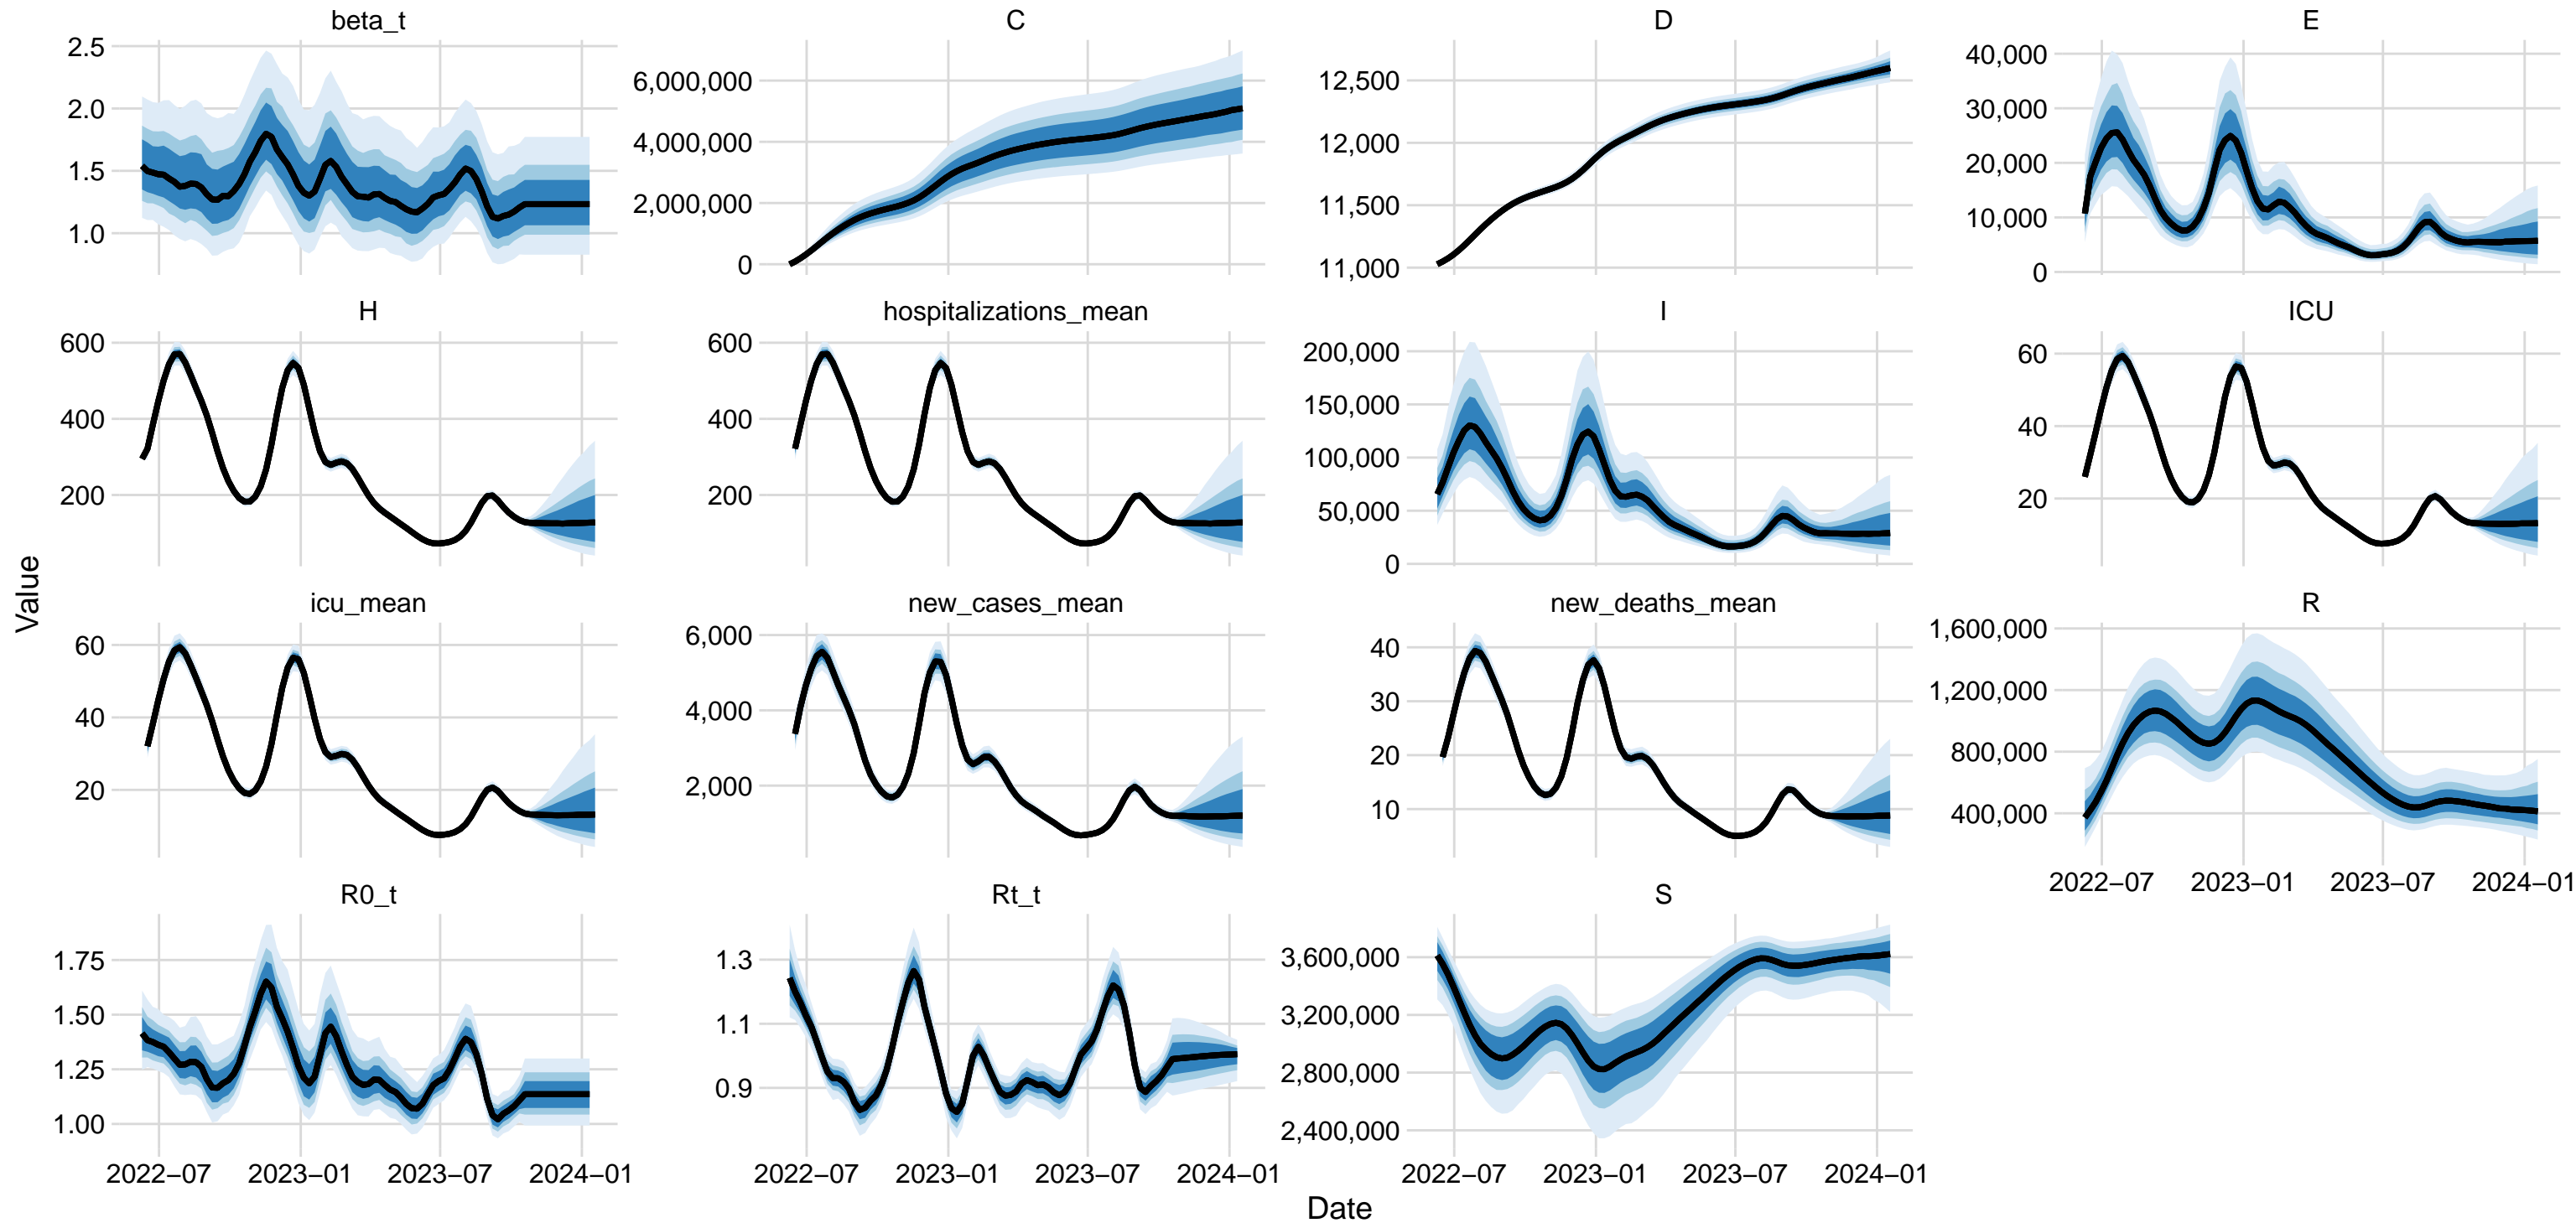 beta_t
C
D
E
2.5
2.0
1.5
1.0
6,000,000
4,000,000
2,000,000
0
12,500
12,000
11,500
11,000
40,000
30,000
20,000
10,000
0
H
hospitalizations_mean
I
ICU
600
400
200
600
400
200
200,000
150,000
100,000
50,000
0
60
40
20
Value
icu_mean
new_cases_mean
new_deaths_mean
R
60
40
20
6,000
4,000
2,000
40
30
20
10
1,600,000
1,200,000
800,000
400,000
2022−07 2023−01 2023−07 2024−01
R0_t
Rt_t
S
1.75
1.50
1.25
1.00
1.3
1.1
0.9
3,600,000
3,200,000
2,800,000
2,400,000
2022−07 2023−01 2023−07 2024−01
2022−07 2023−01 2023−07 2024−01
2022−07 2023−01 2023−07 2024−01
Date